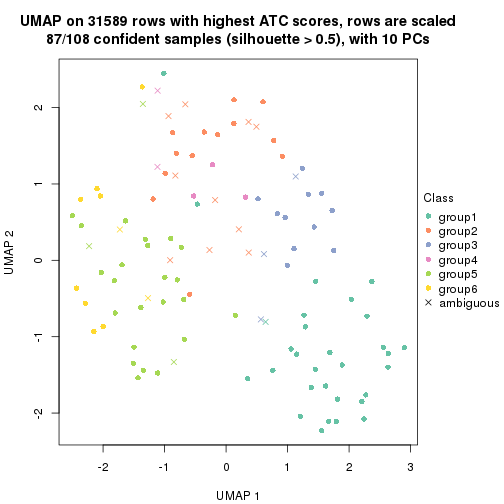 UMAP on 31589 rows with highest ATC scores, rows are scaled
87/108 confident samples (silhouette > 0.5), with 10 PCs
UMAP 2
2
1
0
-1
-2
-2
-1
0
1
2
3
UMAP 1
Class
group1
group2
group3
group4
group5
group6
ambiguous